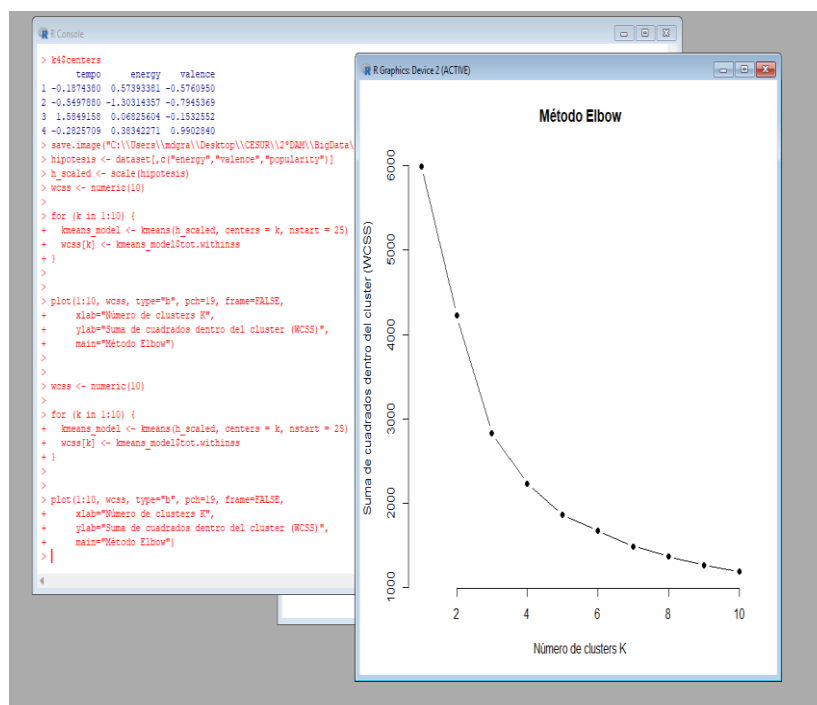 R Console
> k4$centers
tempo energy valence
1 -0.1874380 0.57393381 -0.5760950
2 -0.5497880 -1.30314357 -0.7945369
3 1.5849158 0.06825604 -0.1532552
4 -0.2825709 0.38342271 0.9902840
> save.image("C:\\Users\\mdgra\\Desktop\\CESUR\\2ºDAM\\BigData\
> hipotesis <- dataset[,c("energy","valence","popularity")]
> h_scaled <- scale(hipotesis)
> wcss <- numeric(10)
>
> for (k in 1:10) {
+ kmeans_model <- kmeans(h_scaled, centers = k, nstart = 25)
+ wcss[k] <- kmeans_model$tot.withinss
+ }
>
>
> plot(1:10, wcss, type="b", pch=19, frame=FALSE,
+ xlab="Número de clusters K",
+ ylab="Suma de cuadrados dentro del cluster (WCSS)",
+ main="Método Elbow")
>
>
> wcss <- numeric(10)
>
> for (k in 1:10) {
+ kmeans_model <- kmeans(h_scaled, centers = k, nstart = 25)
+ wcss[k] <- kmeans_model$tot.withinss
+ }
>
>
> plot(1:10, wcss, type="b", pch=19, frame=FALSE,
+ xlab="Número de clusters K",
+ ylab="Suma de cuadrados dentro del cluster (WCSS)",
+ main="Método Elbow")
>
R Graphics: Device 2 (ACTIVE)
Método Elbow
Suma de cuadrados dentro del cluster (WCSS)
6000
5000
4000
3000
2000
1000
2 4 6 8 10
Número de clusters K